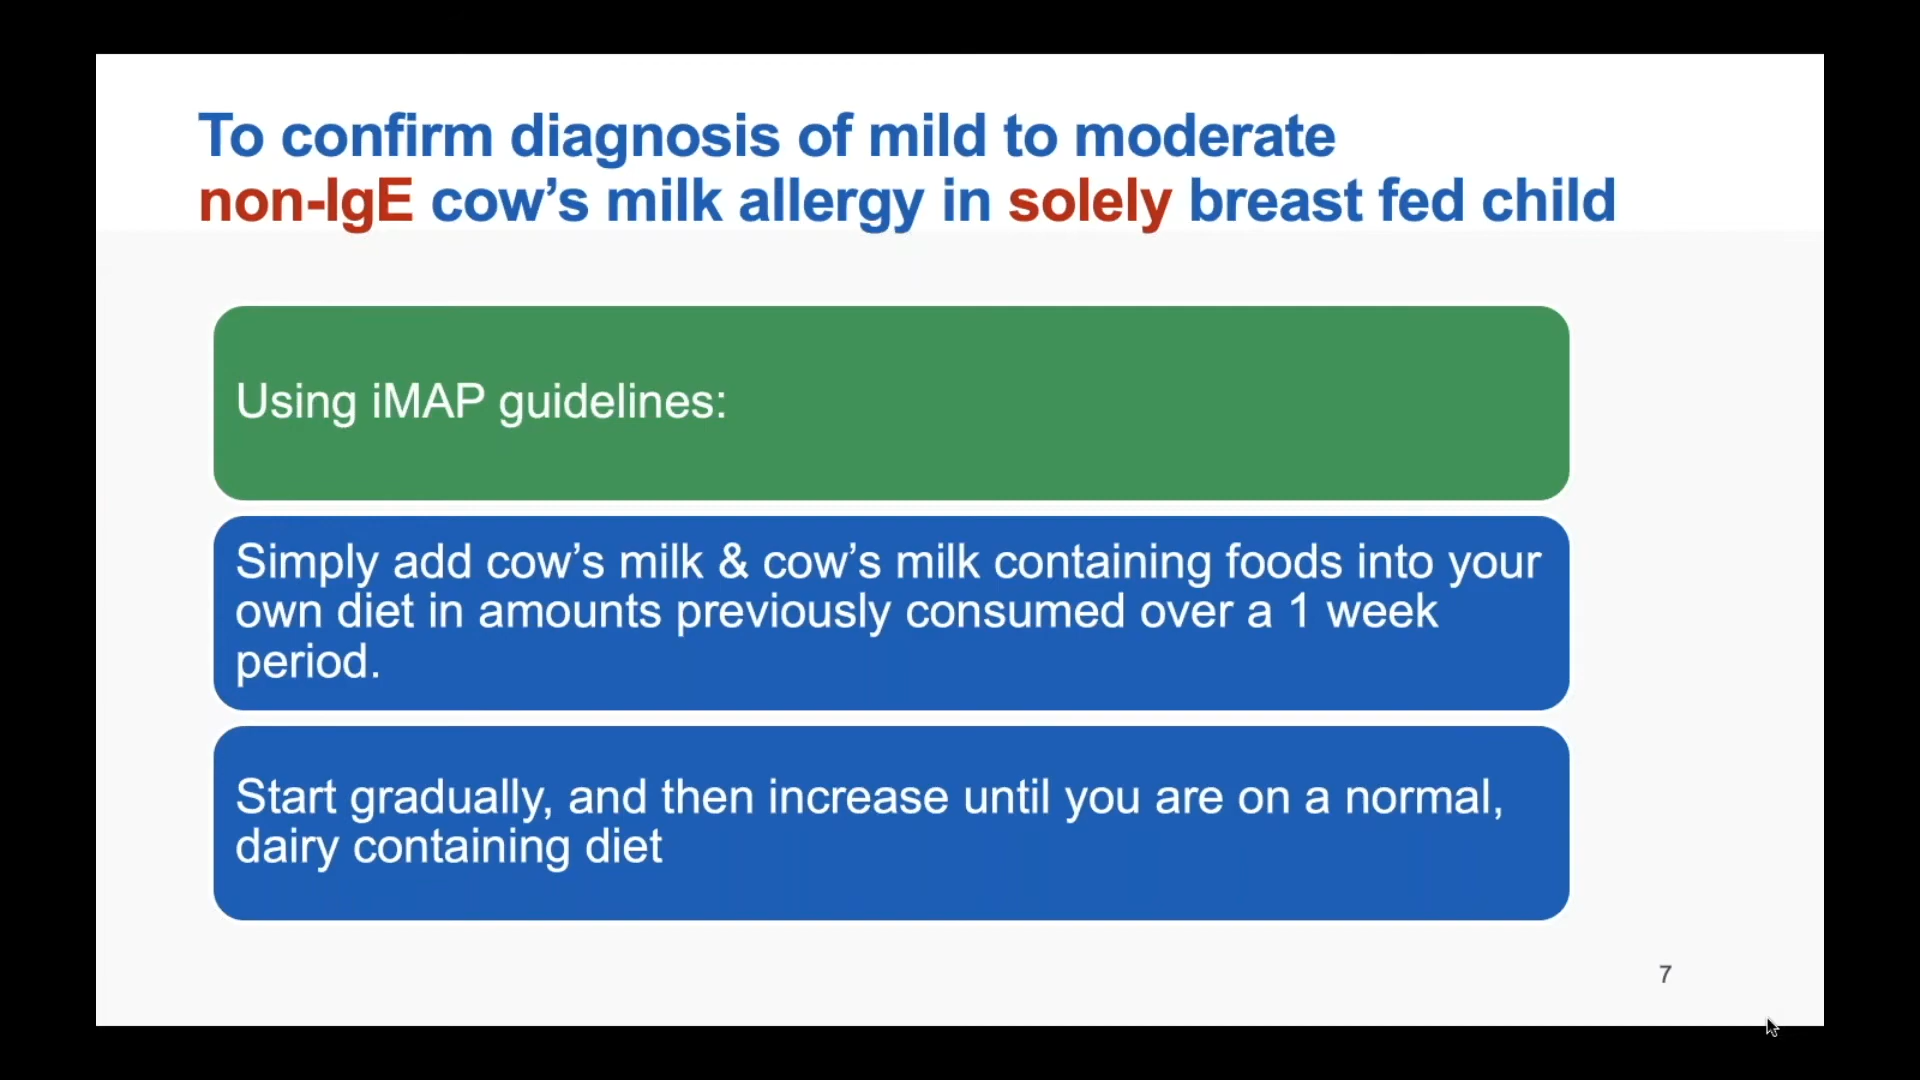 To confirm diagnosis of mild to moderate
non-IgE cow’s milk allergy in solely breast fed child
Using iMAP guidelines:
Simply add cow’s milk & cow’s milk containing foods into your
own diet in amounts previously consumed over a 1 week
period.
Start gradually, and then increase until you are on a normal,
dairy containing diet
7